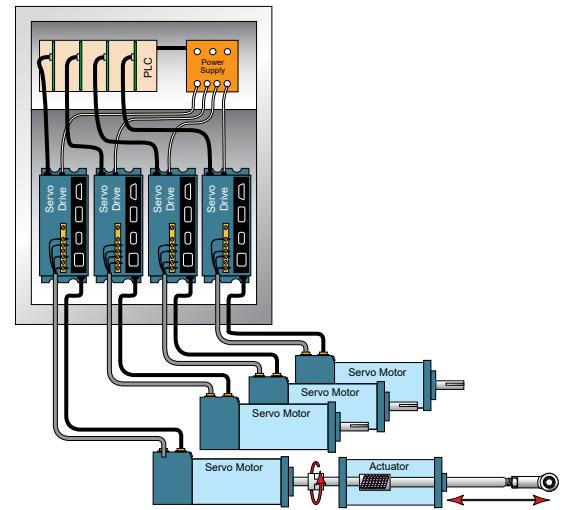 PLC
Power
Supply
Servo
Drive
Servo
Drive
Servo
Drive
Servo
Drive
Servo Motor
Servo Motor
Servo Motor
Servo Motor
Actuator